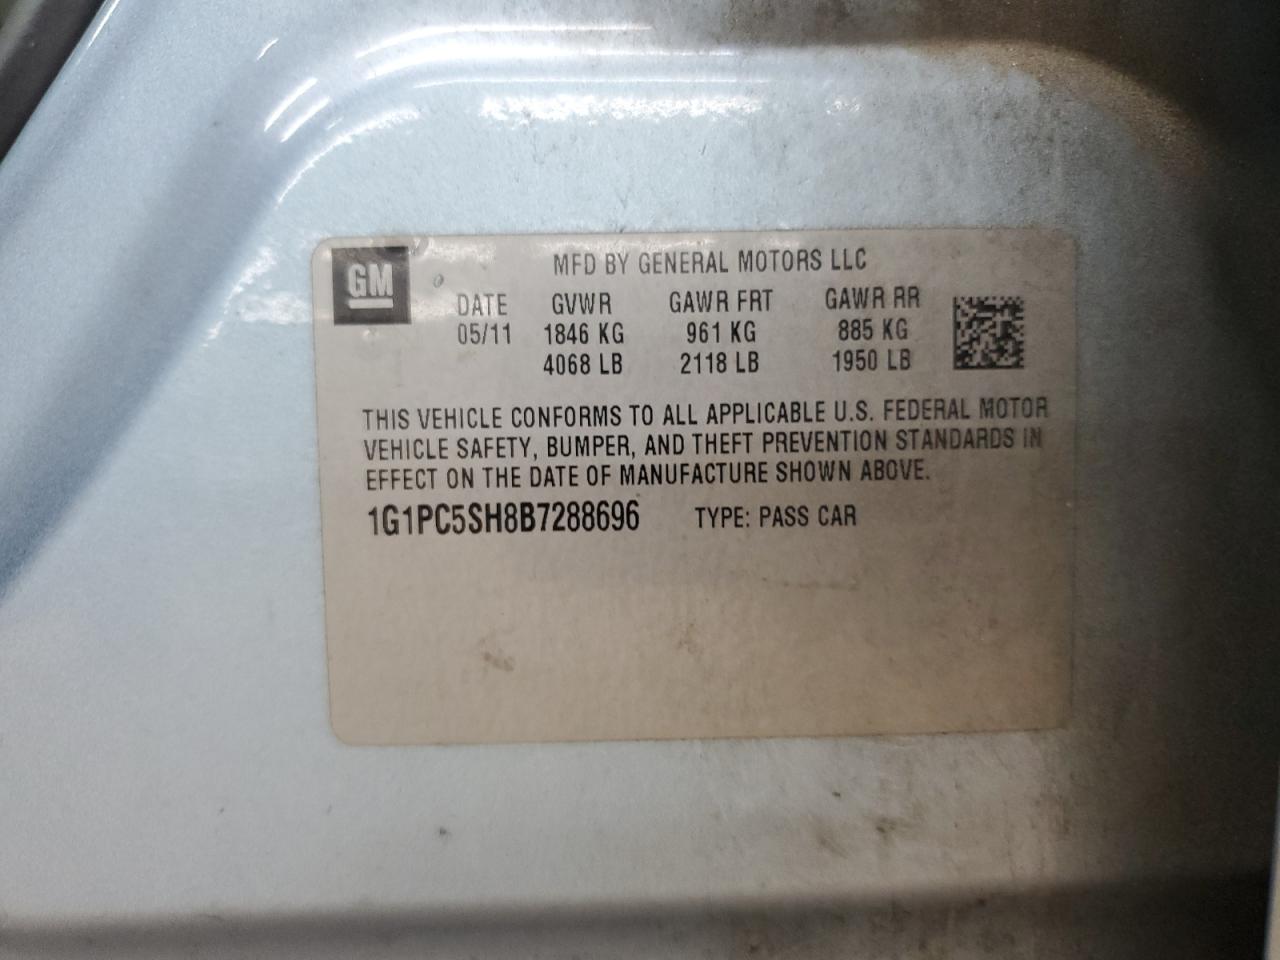 GM
MFD BY GENERAL MOTORS LLC
DATE GVWR GAWR FRT GAWR RR
05/11 1846 KG 961 KG 885 KG
4068 LB 2118 LB 1950 LB
THIS VEHICLE CONFORMS TO ALL APPLICABLE U.S. FEDERAL MOTOR
VEHICLE SAFETY, BUMPER, AND THEFT PREVENTION STANDARDS IN
EFFECT ON THE DATE OF MANUFACTURE SHOWN ABOVE.
1G1PC5SH8B7288696 TYPE: PASS CAR